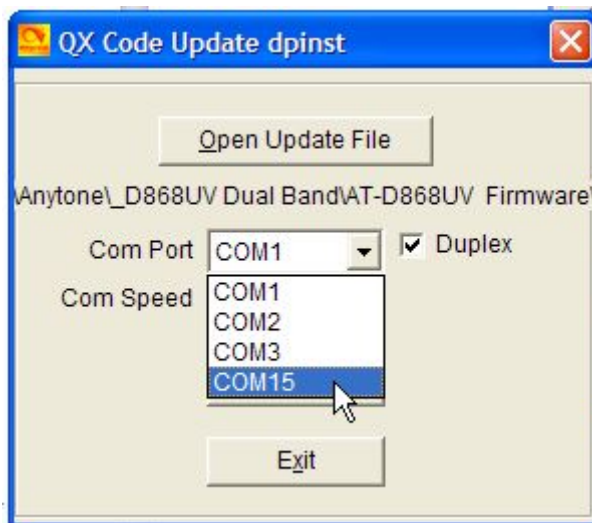 QX Code Update dpinst
Open Update File
\Anytone\_D868UV Dual Band\AT-D868UV Firmware\
Com Port COM1 Duplex
Com Speed COM1
COM2
COM3
COM15
Exit